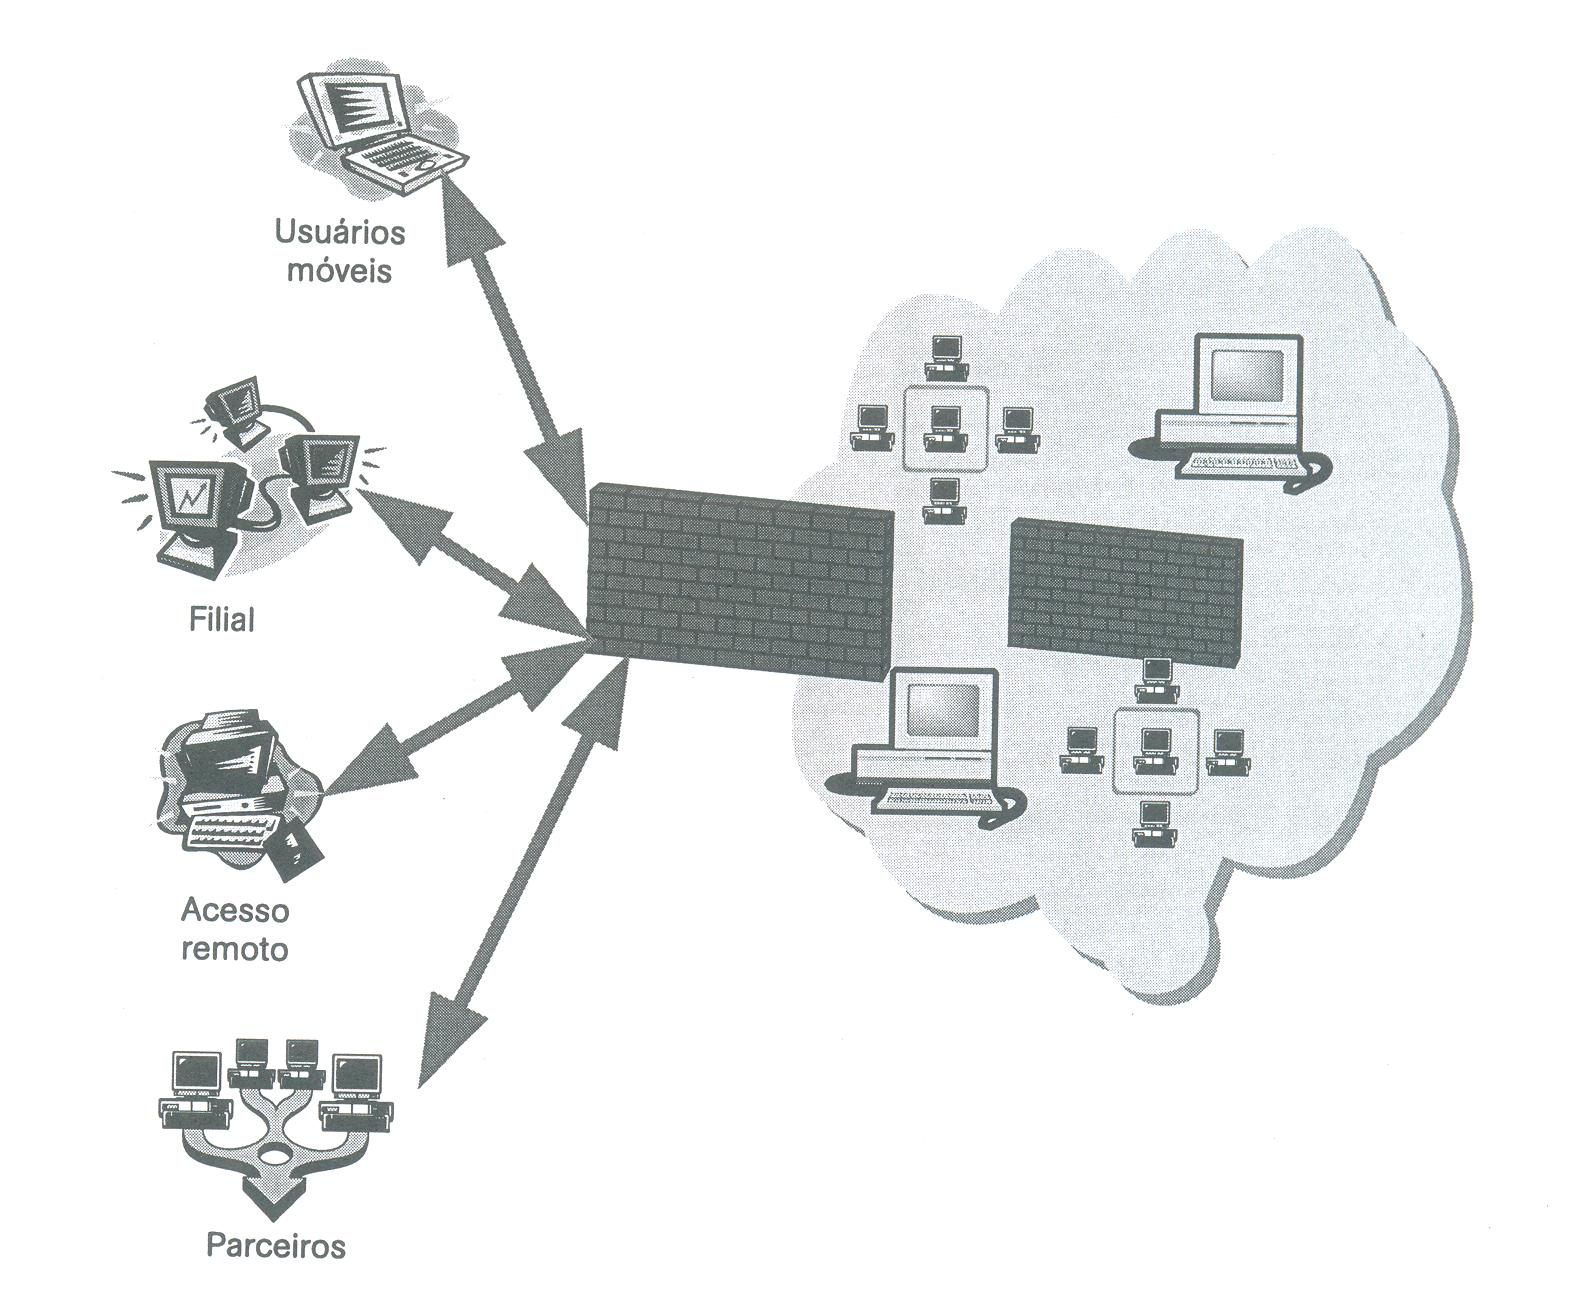 Usuários
móveis
Filial
Acesso
remoto
Parceiros